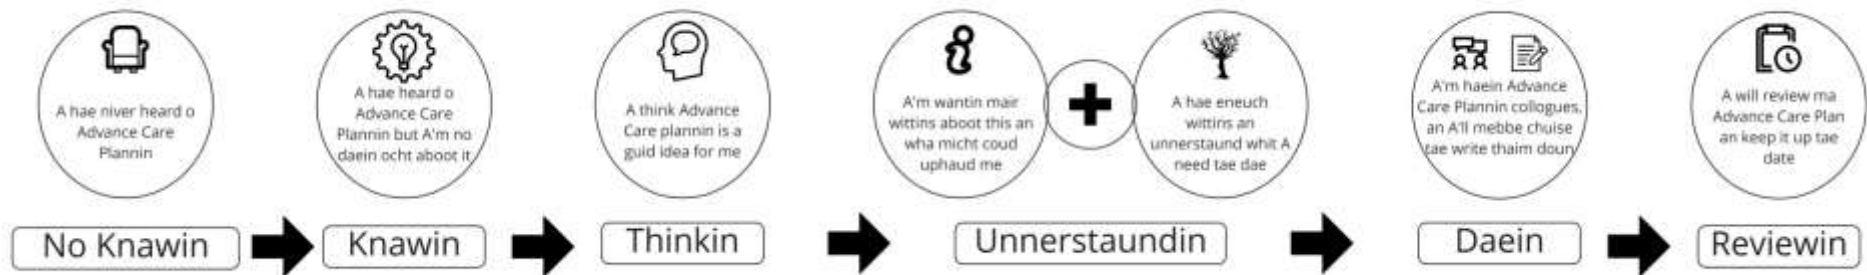 A hae niver heard o
Advance Care
Plannin
A hae heard o
Advance Care
Plannin but A'm no
daein ocht aboot it
A think Advance
Care plannin is a
guid idea for me
A'm wantin mair
wittins aboot this an
wha micht coud
uphaud me
A hae eneuch
wittins an
unnerstaund whit A
need tae dae
A'm haein Advance
Care Plannin collogues,
an A'll mebbe chuise
tae write thaim doun
A will review ma
Advance Care Plan
an keep it up tae
date
No Knawin
Knawin
Thinkin
Unnerstaundin
Daein
Reviewin